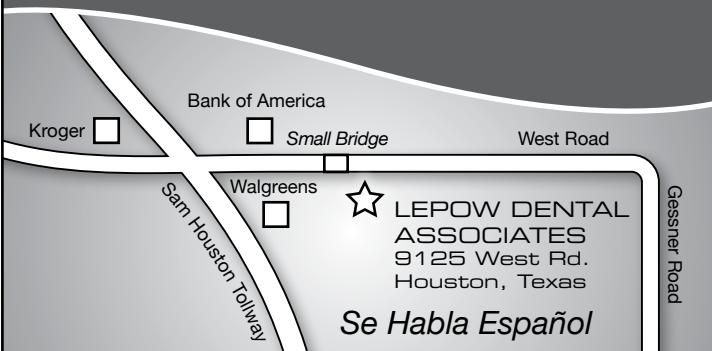 Bank of America
Kroger
Small Bridge
West Road
Walgreens
Sam Houston Tollway
Gessner Road
LEPOW DENTAL
ASSOCIATES
9125 West Rd.
Houston, Texas
Se Habla Español